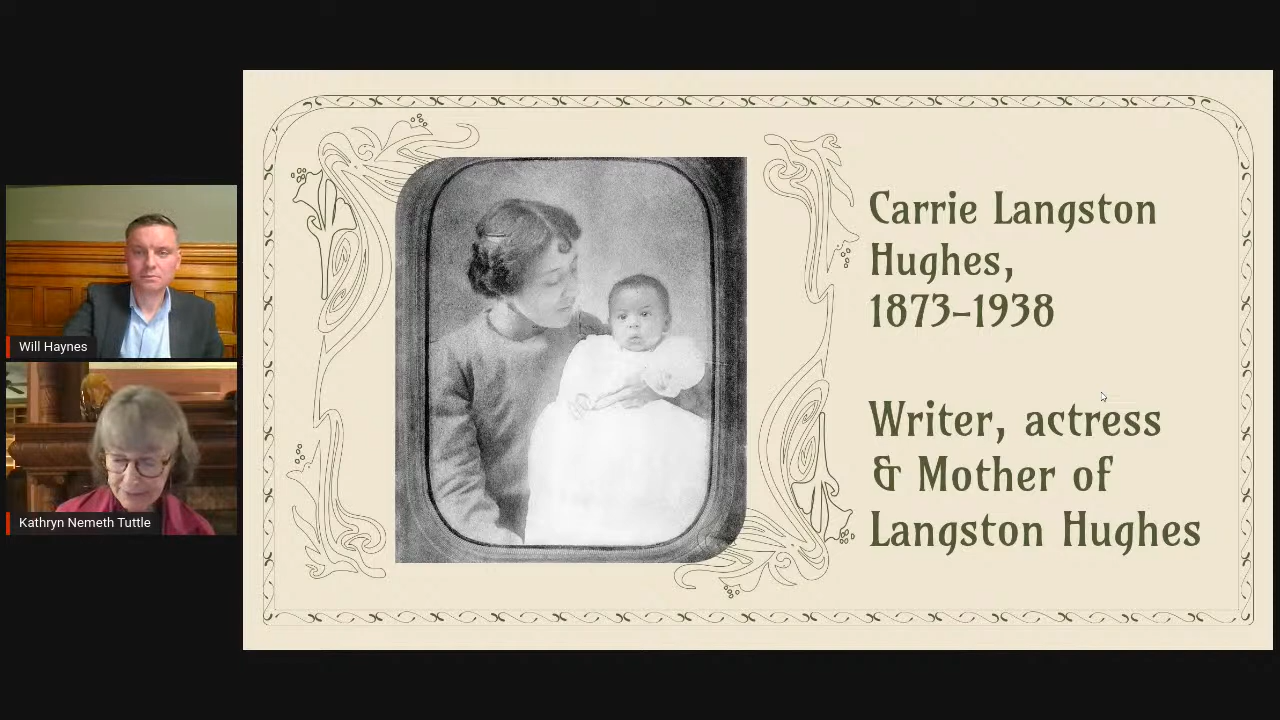 Will Haynes
Kathryn Nemeth Tuttle
Carrie Langston
Hughes,
1873–1938
Writer, actress
& Mother of
Langston Hughes